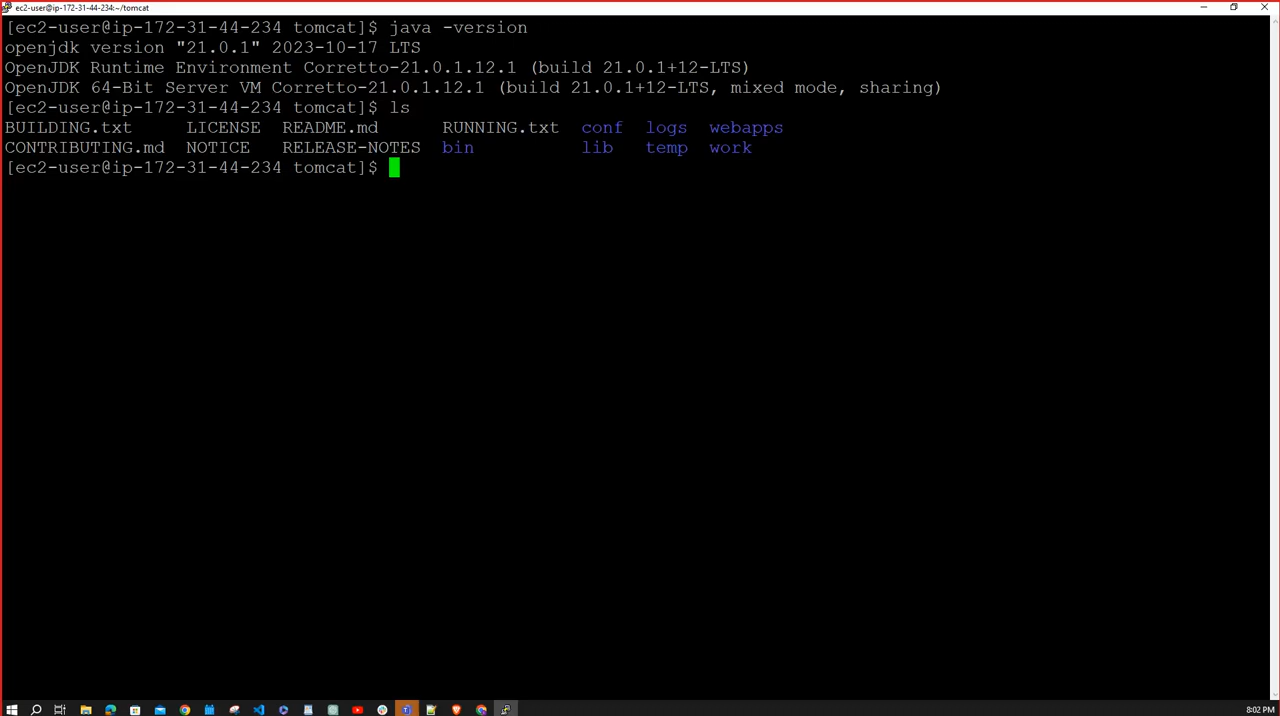 ec2-user@ip-172-31-44-234:~/tomcat
[ec2-user@ip-172-31-44-234 tomcat]$ java -version
openjdk version "21.0.1" 2023-10-17 LTS
OpenJDK Runtime Environment Corretto-21.0.1.12.1 (build 21.0.1+12-LTS)
OpenJDK 64-Bit Server VM Corretto-21.0.1.12.1 (build 21.0.1+12-LTS, mixed mode, sharing)
[ec2-user@ip-172-31-44-234 tomcat]$ ls
BUILDING.txt LICENSE README.md RUNNING.txt conf logs webapps
CONTRIBUTING.md NOTICE RELEASE-NOTES bin lib temp work
[ec2-user@ip-172-31-44-234 tomcat]$
8:02 PM